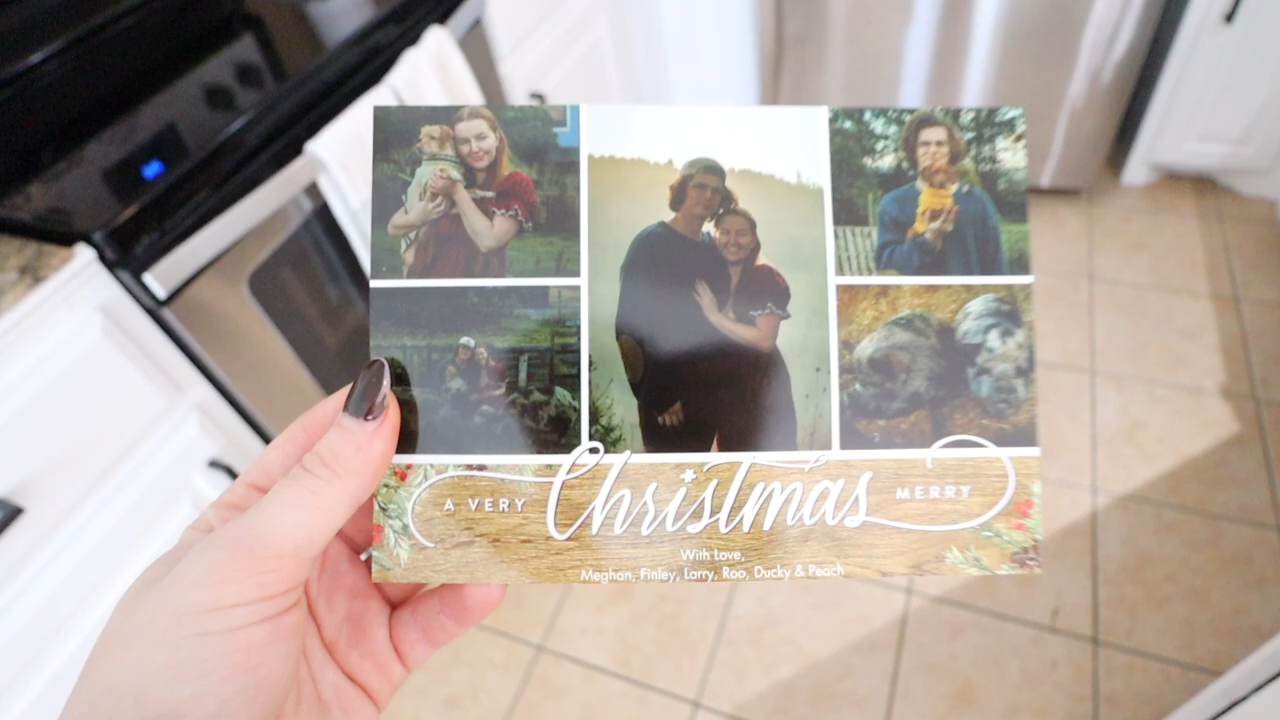 A VERY Christmas MERRY
With Love,
Meghan, Finley, Larry, Roo, Ducky & Peach